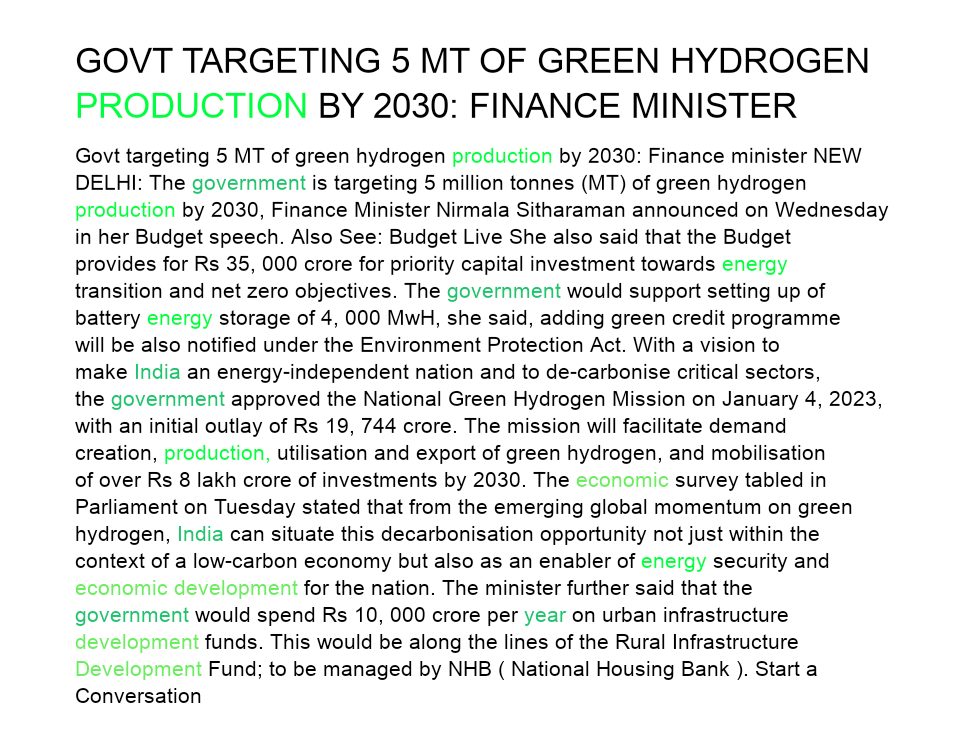 GOVT TARGETING 5 MT OF GREEN HYDROGEN
PRODUCTION BY 2030: FINANCE MINISTER
Govt targeting 5 MT of green hydrogen production by 2030: Finance minister NEW
DELHI: The government is targeting 5 million tonnes (MT) of green hydrogen
production by 2030, Finance Minister Nirmala Sitharaman announced on Wednesday
in her Budget speech. Also See: Budget Live She also said that the Budget
provides for Rs 35, 000 crore for priority capital investment towards energy
transition and net zero objectives. The government would support setting up of
battery energy storage of 4, 000 MwH, she said, adding green credit programme
will be also notified under the Environment Protection Act. With a vision to
make India an energy-independent nation and to de-carbonise critical sectors,
the government approved the National Green Hydrogen Mission on January 4, 2023,
with an initial outlay of Rs 19, 744 crore. The mission will facilitate demand
creation, production, utilisation and export of green hydrogen, and mobilisation
of over Rs 8 lakh crore of investments by 2030. The economic survey tabled in
Parliament on Tuesday stated that from the emerging global momentum on green
hydrogen, India can situate this decarbonisation opportunity not just within the
context of a low-carbon economy but also as an enabler of energy security and
economic development for the nation. The minister further said that the
government would spend Rs 10, 000 crore per year on urban infrastructure
development funds. This would be along the lines of the Rural Infrastructure
Development Fund; to be managed by NHB ( National Housing Bank ). Start a
Conversation